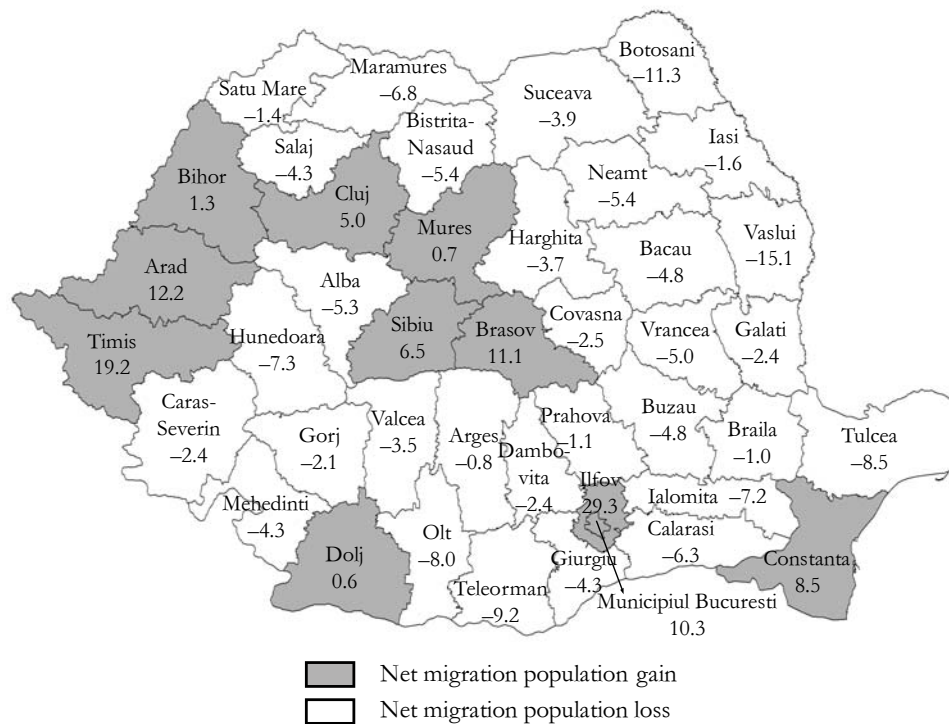 Botosani
–11.3
Maramures
–6.8
Satu Mare
–1.4
Suceava
–3.9
Bistrita-
Nasaud
–5.4
Iasi
–1.6
Salaj
–4.3
Neamt
–5.4
Bihor
1.3
Cluj
5.0
Mures
0.7
Harghita
–3.7
Bacau
–4.8
Vaslui
–15.1
Arad
12.2
Alba
–5.3
Covasna
–2.5
Sibiu
6.5
Brasov
11.1
Vrancea
–5.0
Galati
–2.4
Timis
19.2
Hunedoara
–7.3
Caras-
Severin
–2.4
Gorj
–2.1
Valcea
–3.5
Arges
–0.8
Prahova
–1.1
Dambo-
vita
–2.4
Buzau
–4.8
Braila
–1.0
Tulcea
–8.5
Ilfov
29.3
Ialomita –7.2
Mehedinti
–4.3
Dolj
0.6
Olt
–8.0
Teleorman
–9.2
Giurgiu
–4.3
Calarasi
–6.3
Constanta
8.5
Municipiul Bucuresti
10.3
Net migration population gain
Net migration population loss